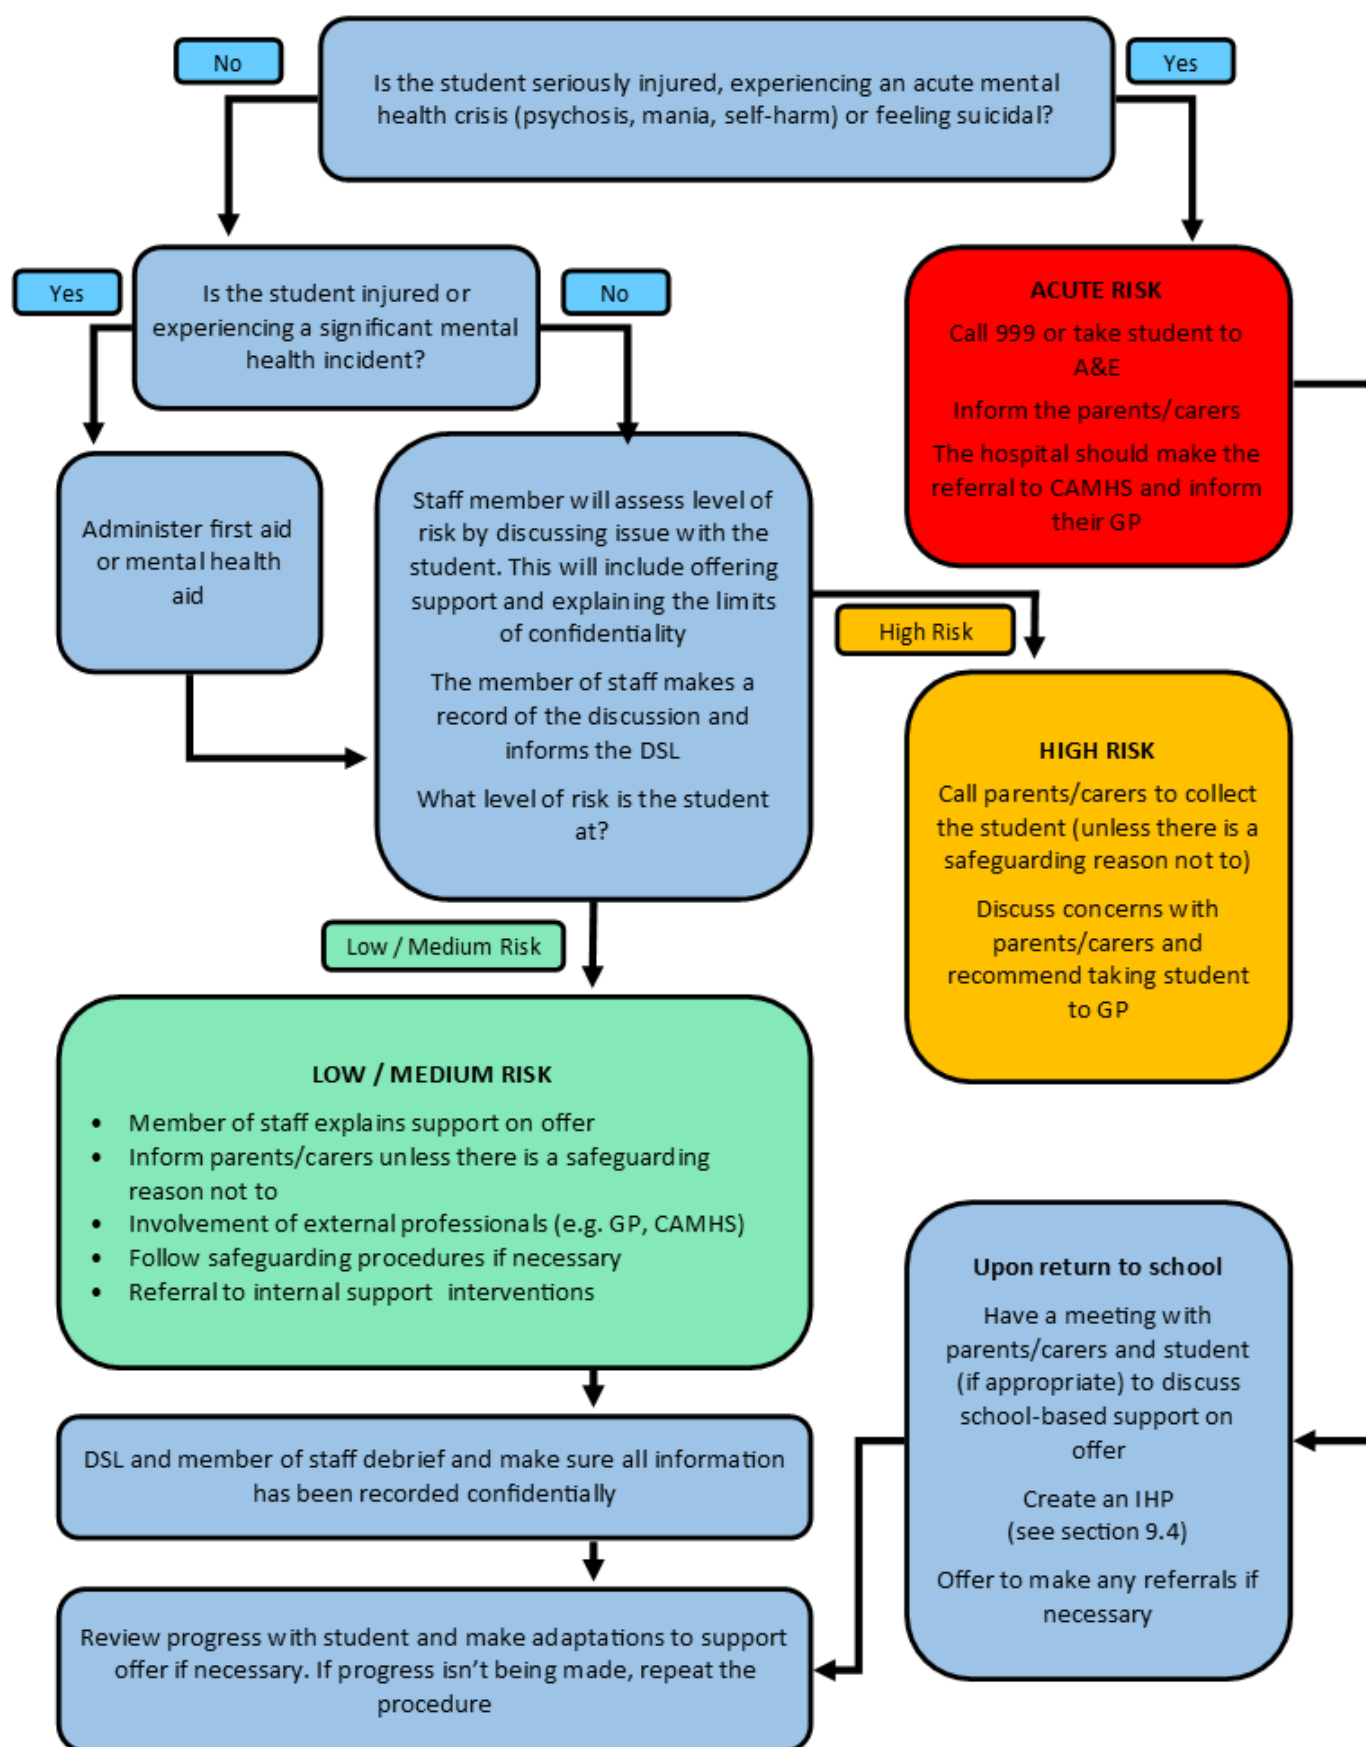 No
Yes
Is the student seriously injured, experiencing an acute mental
health crisis (psychosis, mania, self-harm) or feeling suicidal?
Yes
Is the student injured or
experiencing a significant mental
health incident?
No
ACUTE RISK
Call 999 or take student to
A&E
Inform the parents/carers
The hospital should make the
referral to CAMHS and inform
their GP
Administer first aid
or mental health
aid
Staff member will assess level of
risk by discussing issue with the
student. This will include offering
support and explaining the limits
of confidentiality
The member of staff makes a
record of the discussion and
informs the DSL
What level of risk is the student
at?
High Risk
HIGH RISK
Call parents/carers to collect
the student (unless there is a
safeguarding reason not to)
Discuss concerns with
parents/carers and
recommend taking student
to GP
Low / Medium Risk
LOW / MEDIUM RISK
• Member of staff explains support on offer
• Inform parents/carers unless there is a safeguarding
reason not to
• Involvement of external professionals (e.g. GP, CAMHS)
• Follow safeguarding procedures if necessary
• Referral to internal support interventions
Upon return to school
Have a meeting with
parents/carers and student
(if appropriate) to discuss
school-based support on
offer
Create an IHP
(see section 9.4)
Offer to make any referrals if
necessary
DSL and member of staff debrief and make sure all information
has been recorded confidentially
Review progress with student and make adaptations to support
offer if necessary. If progress isn't being made, repeat the
procedure